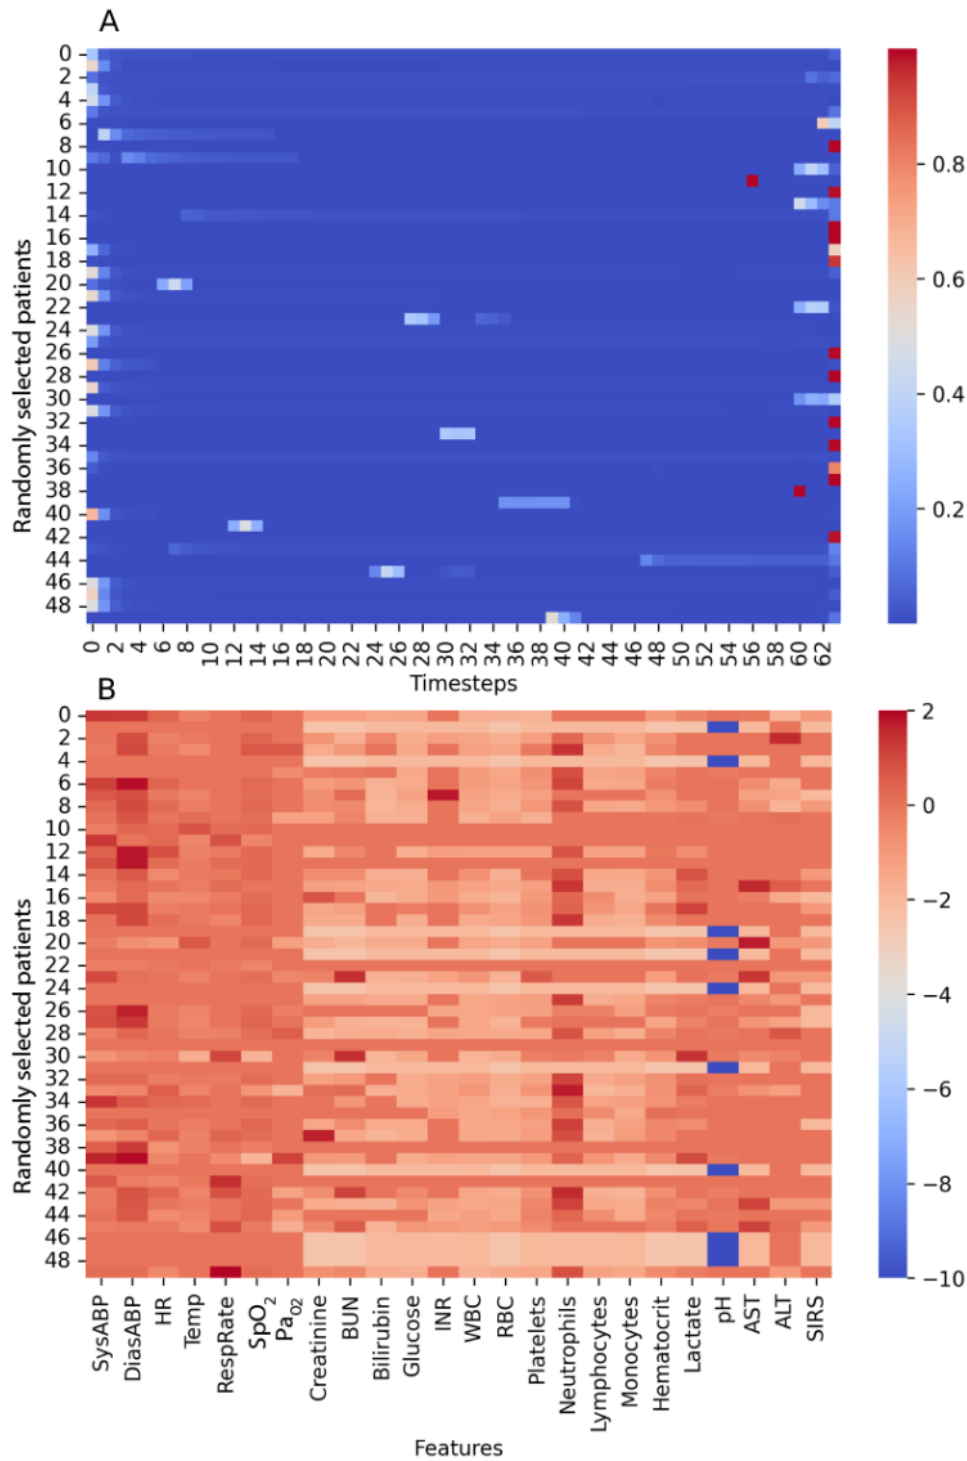 A
0
2
4
6
8
10
12
14
16
18
20
22
24
26
28
30
32
34
36
38
40
42
44
46
48
Randomly selected patients
0 2 4 6 8 10 12 14 16 18 20 22 24 26 28 30 32 34 36 38 40 42 44 46 48 50 52 54 56 58 60 62
Timesteps
0.8
0.6
0.4
0.2
B
0
2
4
6
8
10
12
14
16
18
20
22
24
26
28
30
32
34
36
38
40
42
44
46
48
Randomly selected patients
SysABP
DiasABP
HR
Temp
RespRate
SpO2
PaO2
Creatinine
BUN
Bilirubin
Glucose
INR
WBC
RBC
Platelets
Neutrophils
Lymphocytes
Monocytes
Hematocrit
Lactate
pH
AST
ALT
SIRS
Features
2
0
−2
−4
−6
−8
−10